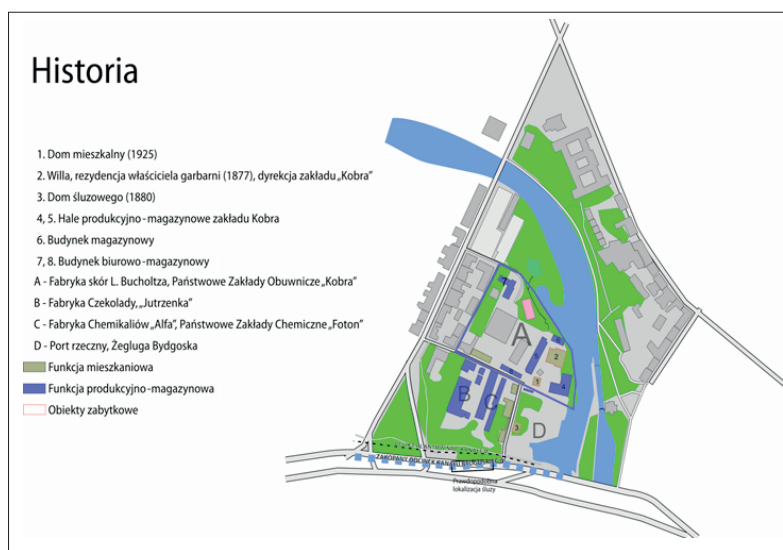 Historia
1. Dom mieszkalny (1925)
2. Willa, rezydencja właściciela garbarni (1877), dyrekcja zakładu „Kobra”
3. Dom śluzowego (1880)
4, 5. Hale produkcyjno-magazynowe zakładu Kobra
6. Budynek magazynowy
7, 8. Budynek biurowo-magazynowy
A - Fabryka skór L. Bucholtza, Państwowe Zakłady Obuwnicze „Kobra”
B - Fabryka Czekolady, „Jutrzenka”
C - Fabryka Chemikaliów „Alfa”, Państwowe Zakłady Chemiczne „Foton”
D - Port rzeczny, Żegluga Bydgoska
Funkcja mieszkaniowa
Funkcja produkcyjno-magazynowa
Obiekty zabytkowe
A
2
1
4
B
C
3
D
ZAKOPANY ODCINEK KANAŁU
Prawdopodobna
lokalizacja śluzy